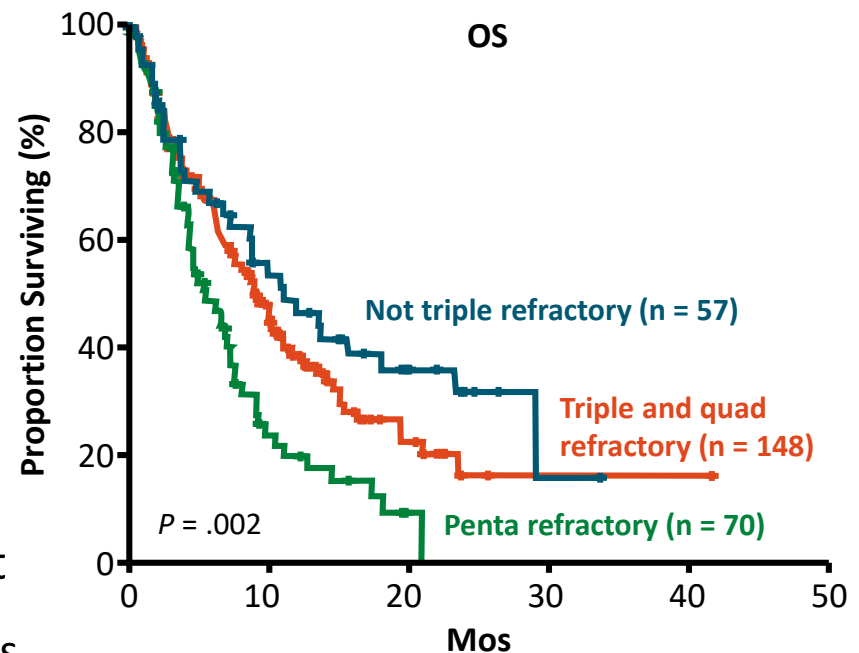 OS
Proportion Surviving (%)
100
80
60
40
20
0
Not triple refractory (n = 57)
Triple and quad
refractory (n = 148)
Penta refractory (n = 70)
P = .002
0 10 20 30 40 50
Mos